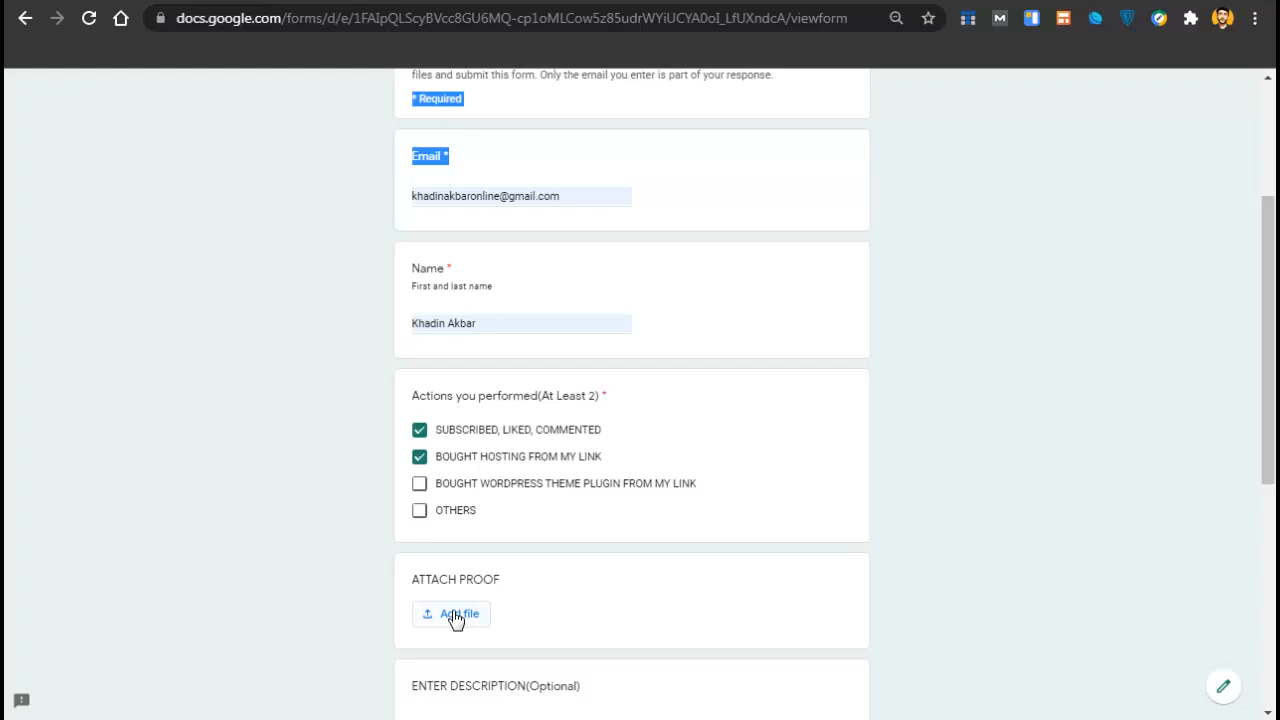 docs.google.com/forms/d/e/1FAIpQLScyBVcc8GU6MQ-cp1oMLCow5z85udrWYiUCYA0oI_LfUXndcA/viewform
files and submit this form. Only the email you enter is part of your response.
* Required
Email *
khadinakbaronline@gmail.com
Name *
First and last name
Khadin Akbar
Actions you performed(At Least 2) *
SUBSCRIBED, LIKED, COMMENTED
BOUGHT HOSTING FROM MY LINK
BOUGHT WORDPRESS THEME PLUGIN FROM MY LINK
OTHERS
ATTACH PROOF
Add file
ENTER DESCRIPTION(Optional)